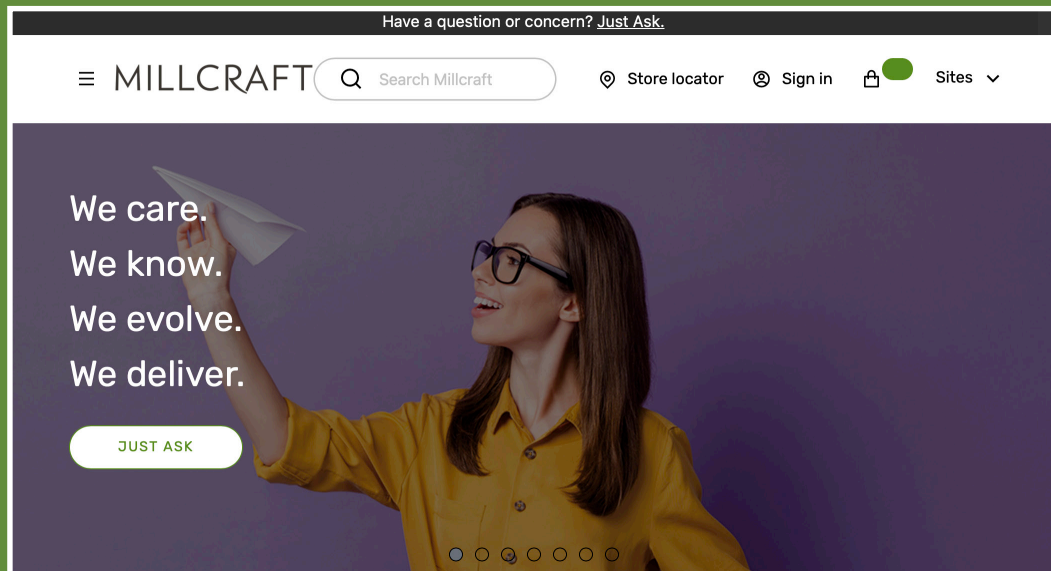 Have a question or concern? Just Ask.
MILLCRAFT
Search Millcraft
Store locator
Sign in
Sites
We care.
We know.
We evolve.
We deliver.
JUST ASK